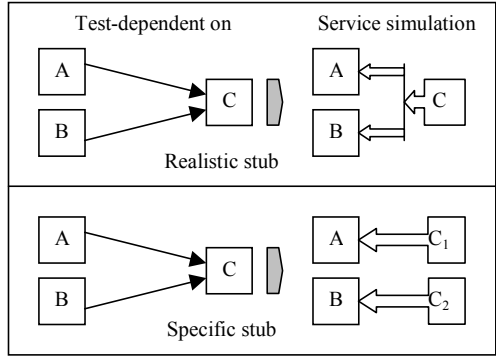 Test-dependent on
Service simulation
A
A
C
C
B
B
Realistic stub
A
A
C1
C
B
B
C2
Specific stub